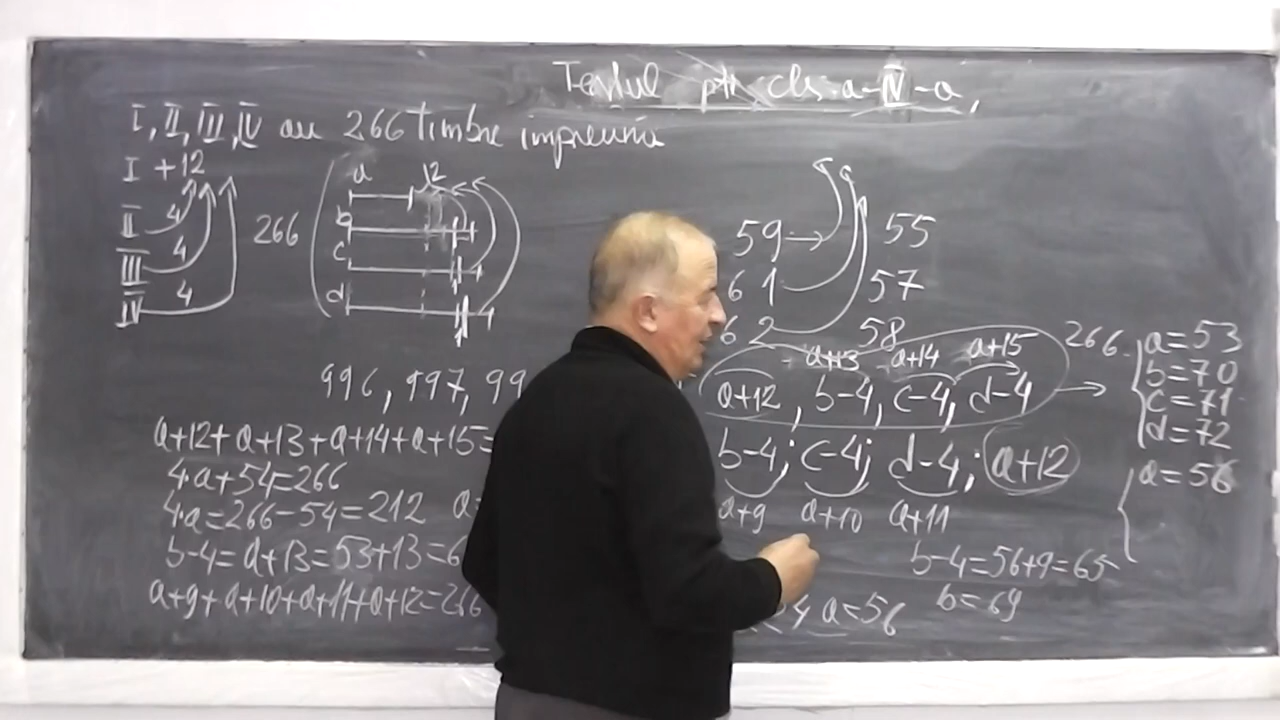 Testul ptr cls. a-IV-a,
I, II, III, IV au 266 timbre împreună
I +12
II 4
III 4
IV 4
266
a 12
b
c
d
59 55
61 57
62 58
996, 997, 99
a+13 a+14 a+15
a+12, b-4, c-4, d-4
266
a=53
b=70
c=71
d=72
a+12+a+13+a+14+a+15=
b-4; c-4; d-4; a+12
a=56
4·a+54=266
4·a=266-54=212 a=
a+9 a+10 a+11
b-4=a+13=53+13=6
b-4=56+9=65
a+9+a+10+a+11+a+12=266
4 a=56
b=69